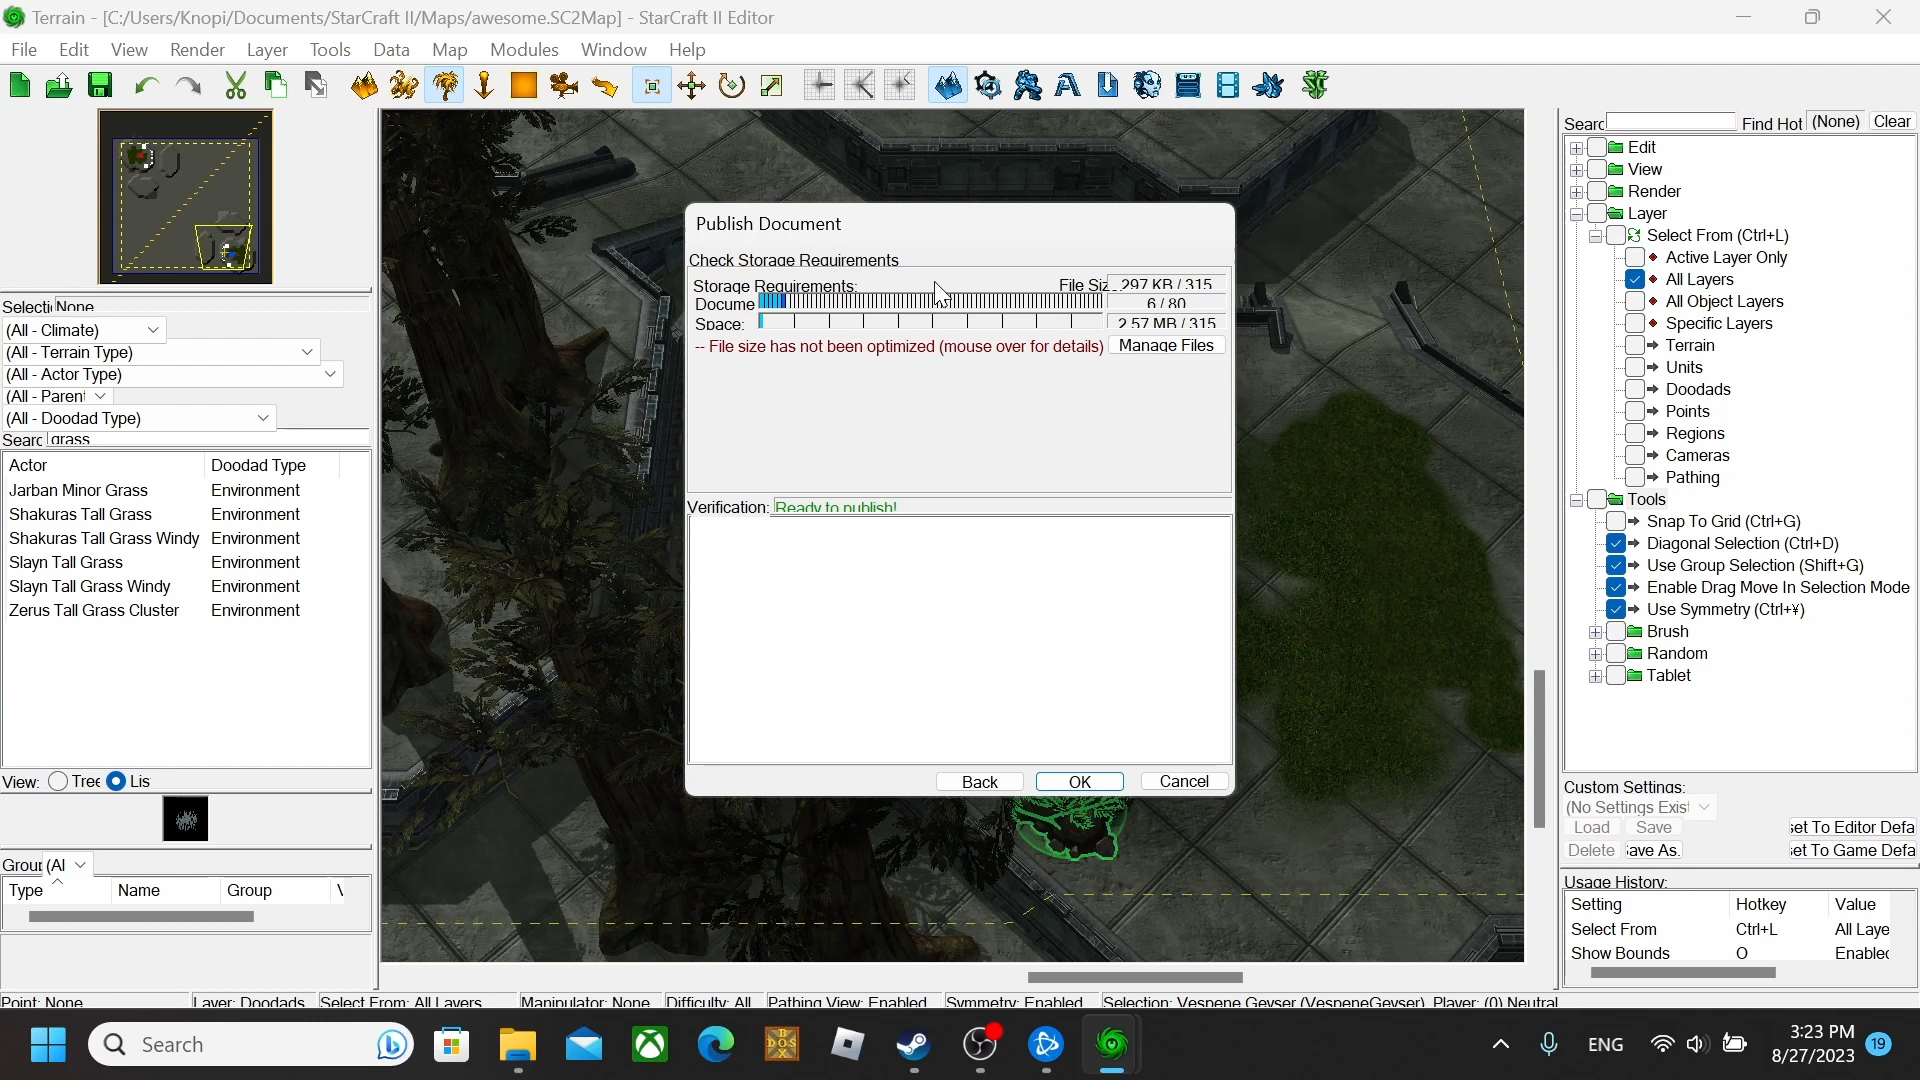 Terrain - [C:/Users/Knopi/Documents/StarCraft II/Maps/awesome.SC2Map] - StarCraft II Editor
File Edit View Render Layer Tools Data Map Modules Window Help
Selecti None
(All - Climate)
(All - Terrain Type)
(All - Actor Type)
(All - Parent
(All - Doodad Type)
Searc grass
Actor Doodad Type
Jarban Minor Grass Environment
Shakuras Tall Grass Environment
Shakuras Tall Grass Windy Environment
Slayn Tall Grass Environment
Slayn Tall Grass Windy Environment
Zerus Tall Grass Cluster Environment
View: Tree Lis
Group (Al
Type Name Group V
Publish Document
Check Storage Requirements
Storage Requirements: File Siz 297 KB / 315
Docume 6 / 80
Space: 2.57 MB / 315
-- File size has not been optimized (mouse over for details) Manage Files
Verification: Ready to publish!
Back OK Cancel
Searc Find Hot (None) Clear
Edit
View
Render
Layer
Select From (Ctrl+L)
Active Layer Only
All Layers
All Object Layers
Specific Layers
Terrain
Units
Doodads
Points
Regions
Cameras
Pathing
Tools
Snap To Grid (Ctrl+G)
Diagonal Selection (Ctrl+D)
Use Group Selection (Shift+G)
Enable Drag Move In Selection Mode
Use Symmetry (Ctrl+¥)
Brush
Random
Tablet
Custom Settings:
(No Settings Exist
Load Save set To Editor Defa
Delete Save As. set To Game Defa
Usage History:
Setting Hotkey Value
Select From Ctrl+L All Laye
Show Bounds O Enablec
Point: None Layer: Doodads Select From: All Layers Manipulator: None Difficulty: All Pathing View: Enabled Symmetry: Enabled Selection: Vespene Geyser (VespeneGeyser), Player: (0) Neutral
Search DOS BOX ENG 3:23 PM 8/27/2023 19